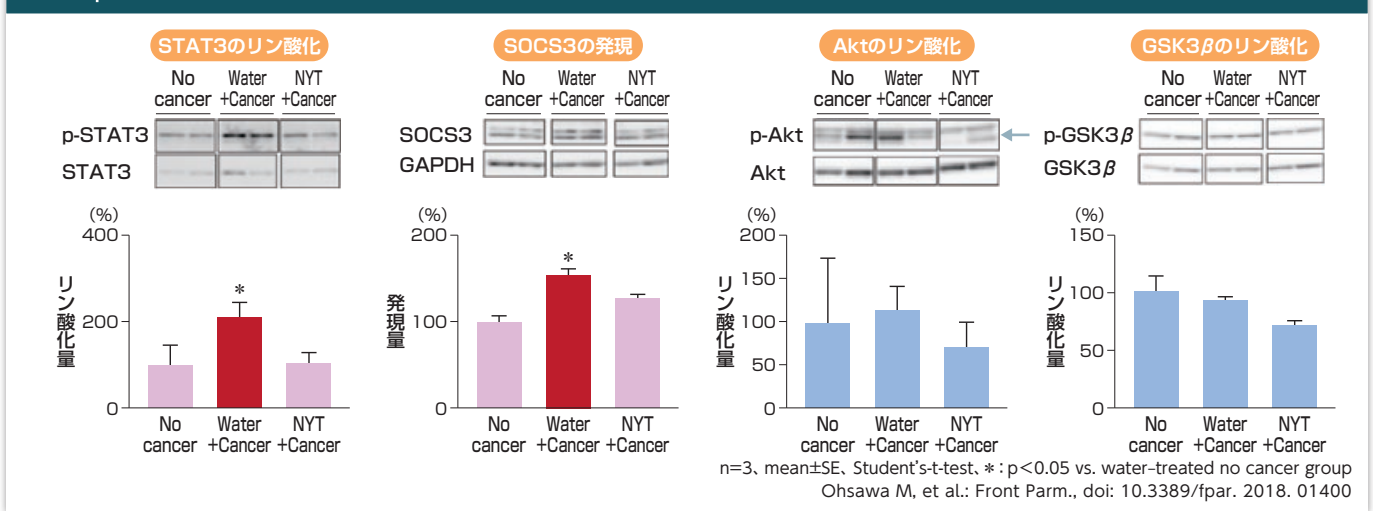 STAT3のリン酸化
No cancer
Water +Cancer
NYT +Cancer
p-STAT3
STAT3
(%)
400
200
0
リン酸化量
*
No cancer
Water +Cancer
NYT +Cancer
SOCS3の発現
No cancer
Water +Cancer
NYT +Cancer
SOCS3
GAPDH
(%)
200
100
0
発現量
*
No cancer
Water +Cancer
NYT +Cancer
Aktのリン酸化
No cancer
Water +Cancer
NYT +Cancer
p-Akt
Akt
(%)
200
150
100
50
0
リン酸化量
No cancer
Water +Cancer
NYT +Cancer
GSK3βのリン酸化
No cancer
Water +Cancer
NYT +Cancer
p-GSK3β
GSK3β
(%)
150
100
50
0
リン酸化量
No cancer
Water +Cancer
NYT +Cancer
n=3、mean±SE、Student's-t-test、*:p<0.05 vs. water-treated no cancer group
Ohsawa M, et al.: Front Parm., doi: 10.3389/fpar. 2018. 01400